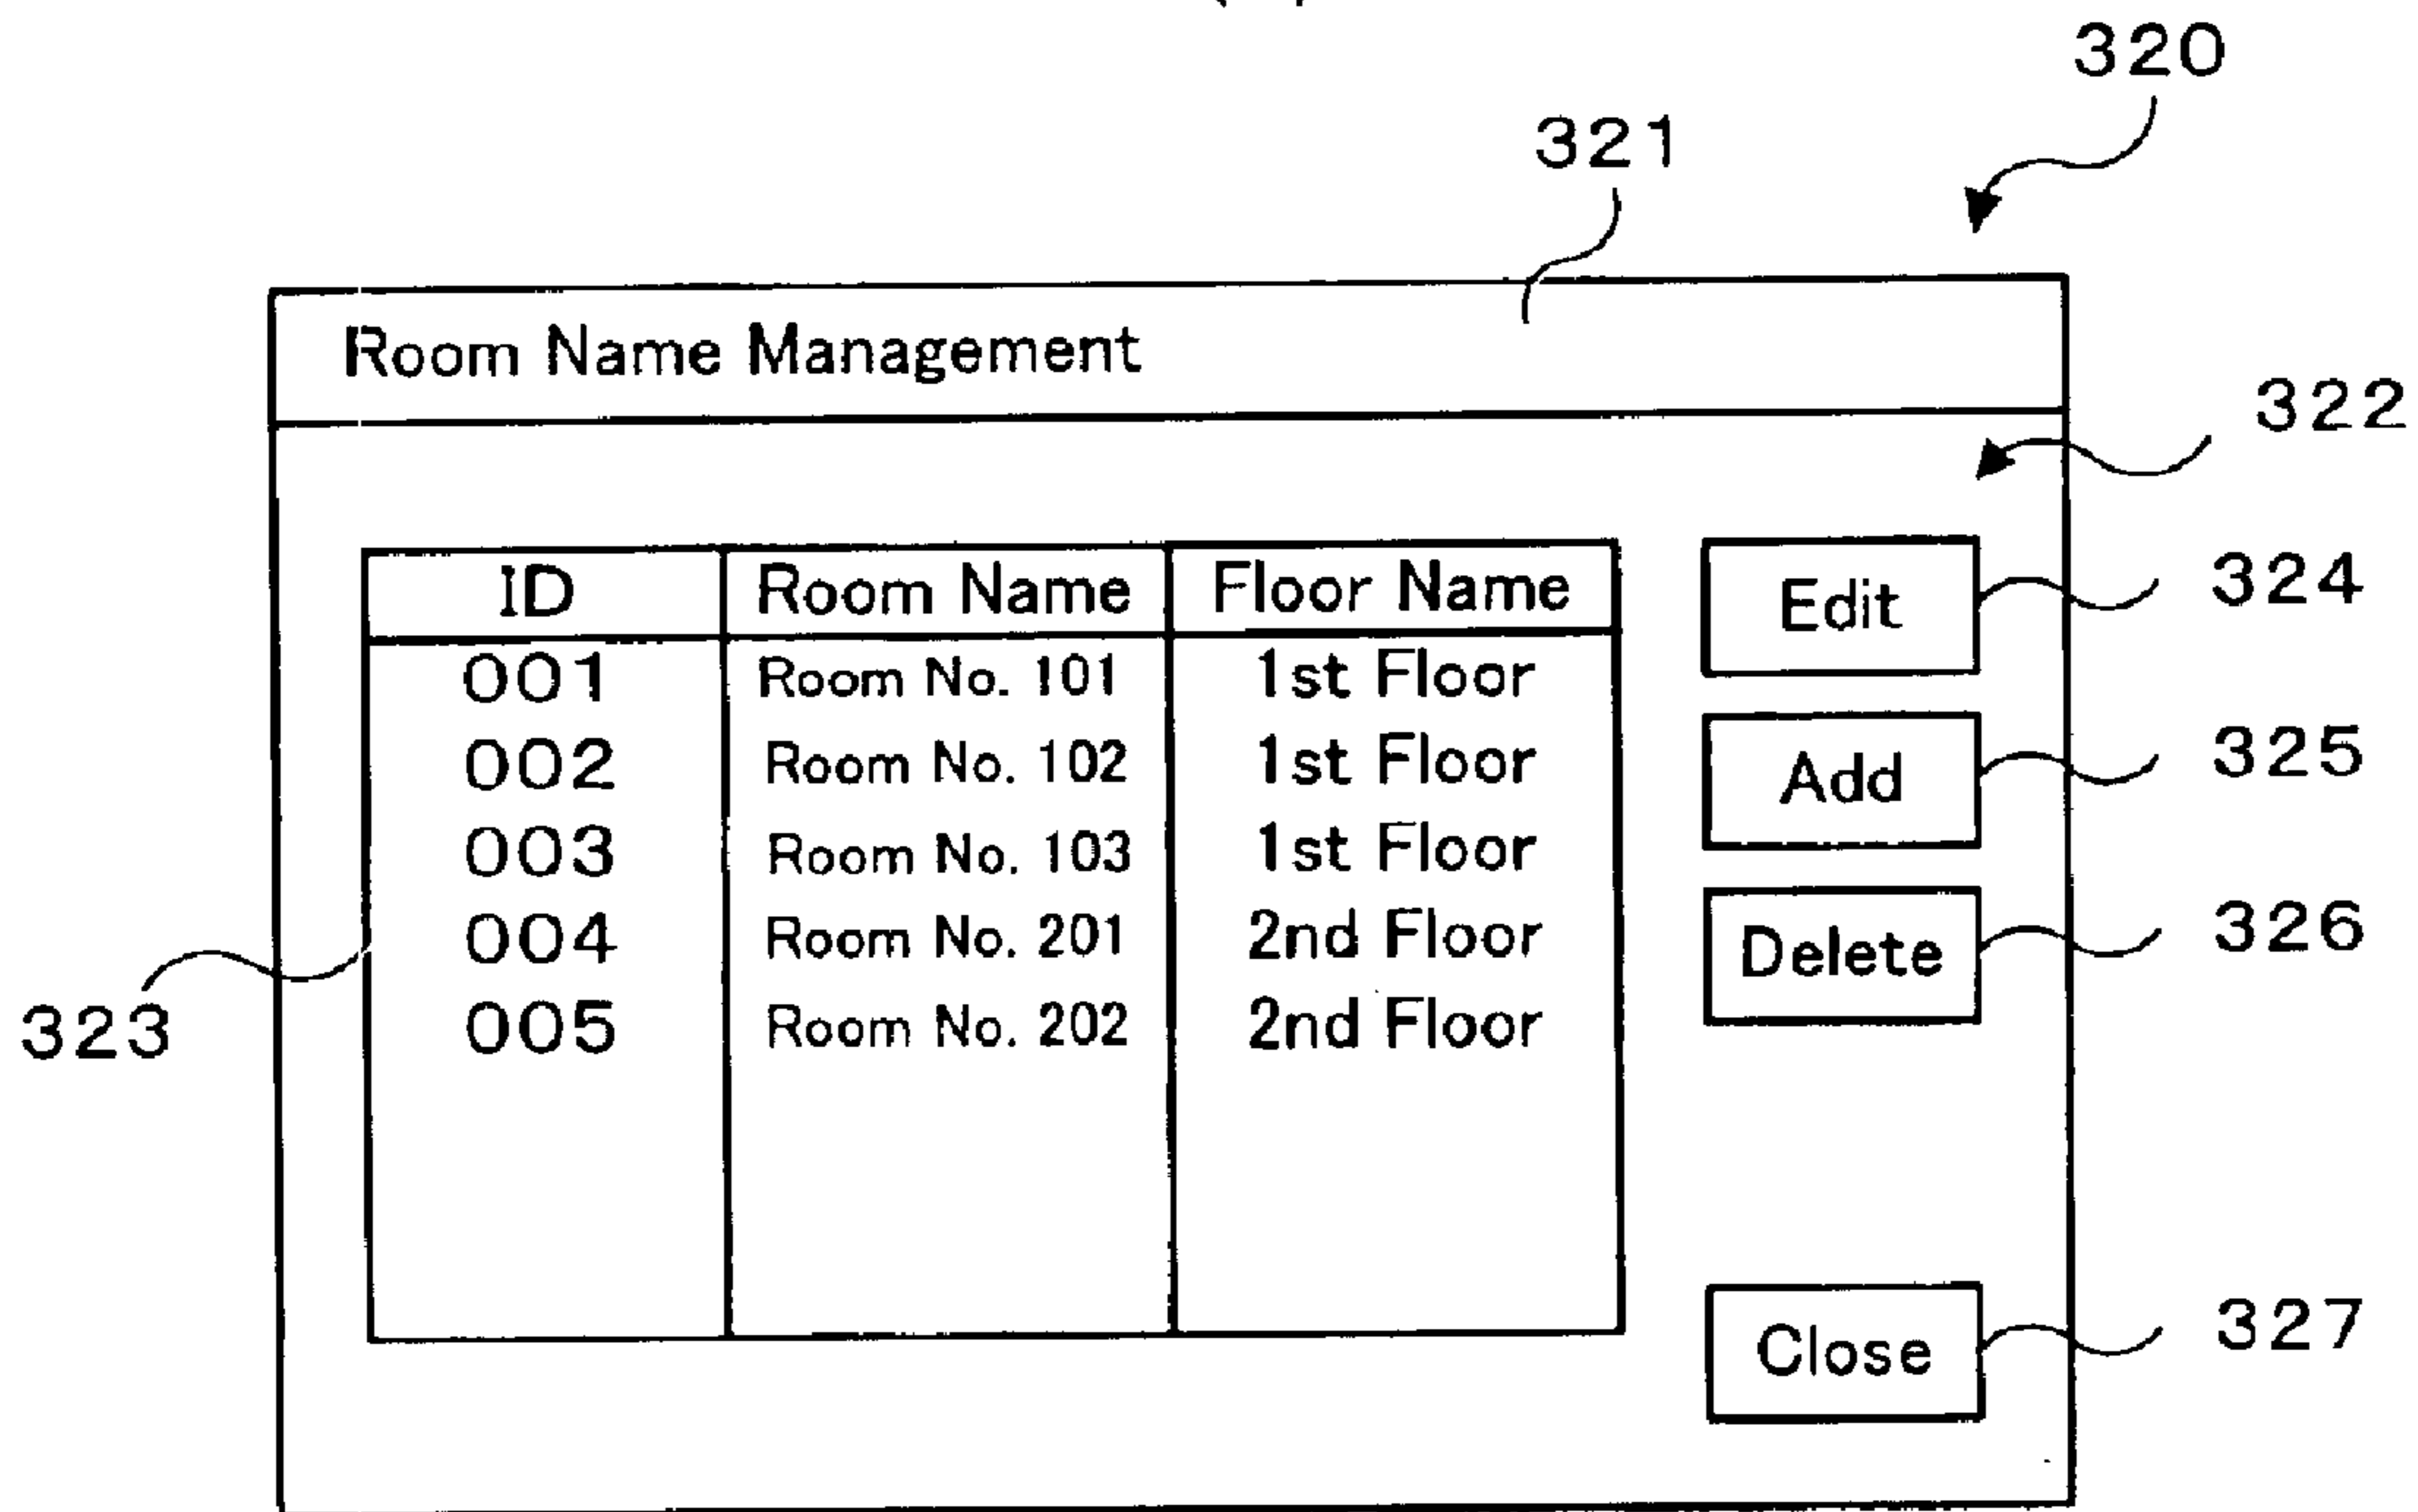 320
321
Room Name Management
322
ID Room Name Floor Name
Edit 324
001 Room No. 101 1st Floor
002 Room No. 102 1st Floor
Add 325
003 Room No. 103 1st Floor
004 Room No. 201 2nd Floor
Delete 326
005 Room No. 202 2nd Floor
323
Close 327